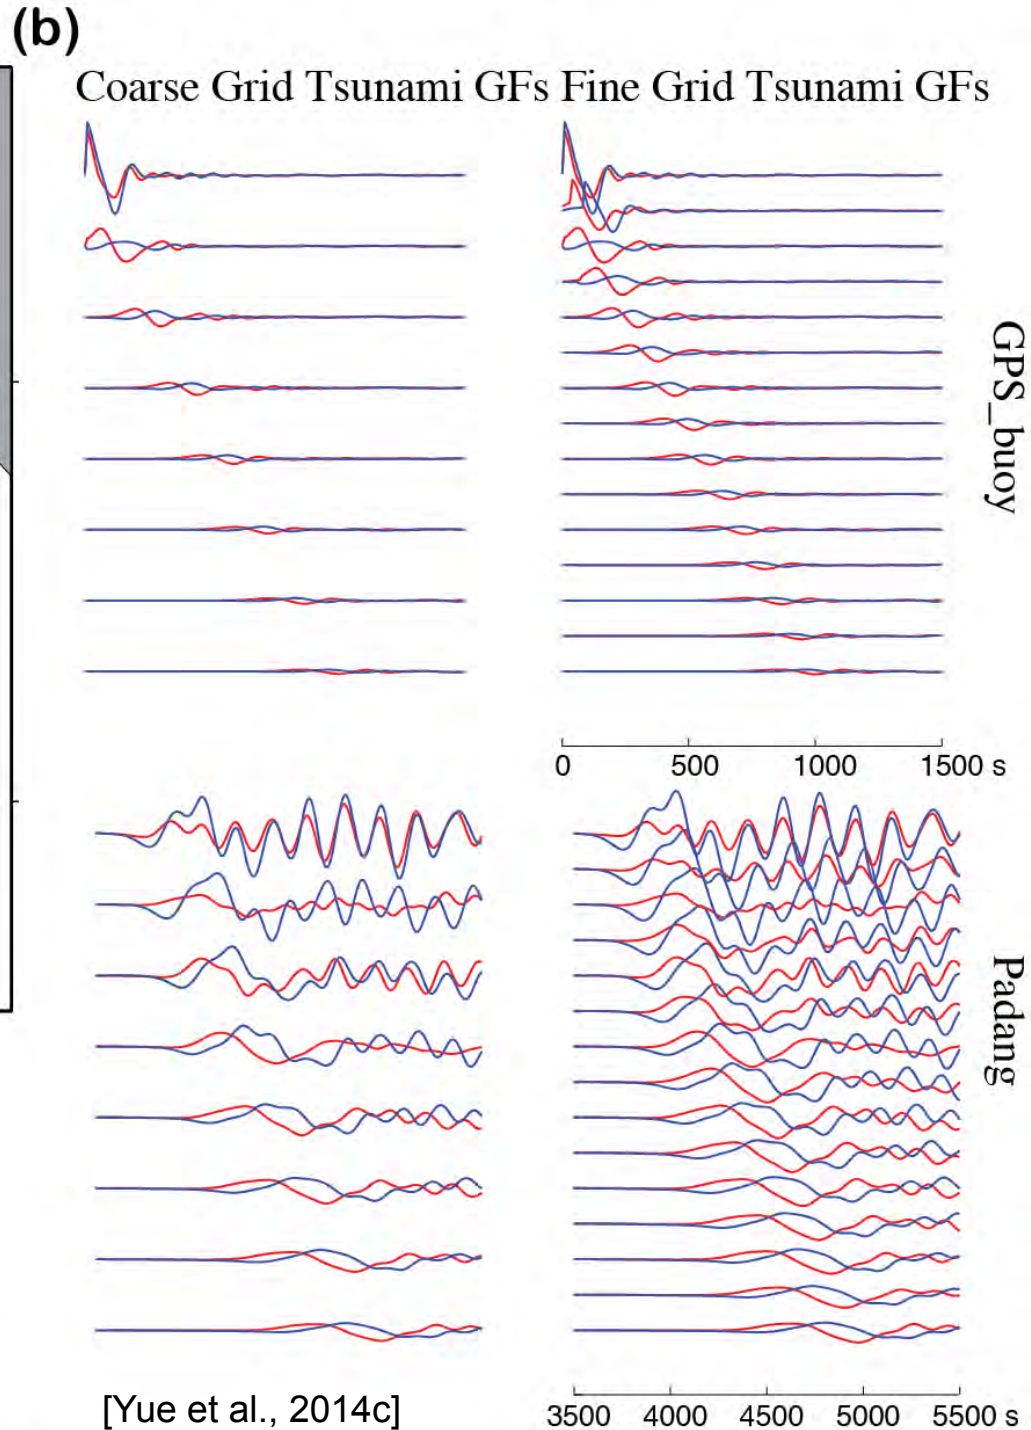 (b)
Coarse Grid Tsunami GFs Fine Grid Tsunami GFs
GPS_buoy
0 500 1000 1500 s
Padang
[Yue et al., 2014c]
3500 4000 4500 5000 5500 s